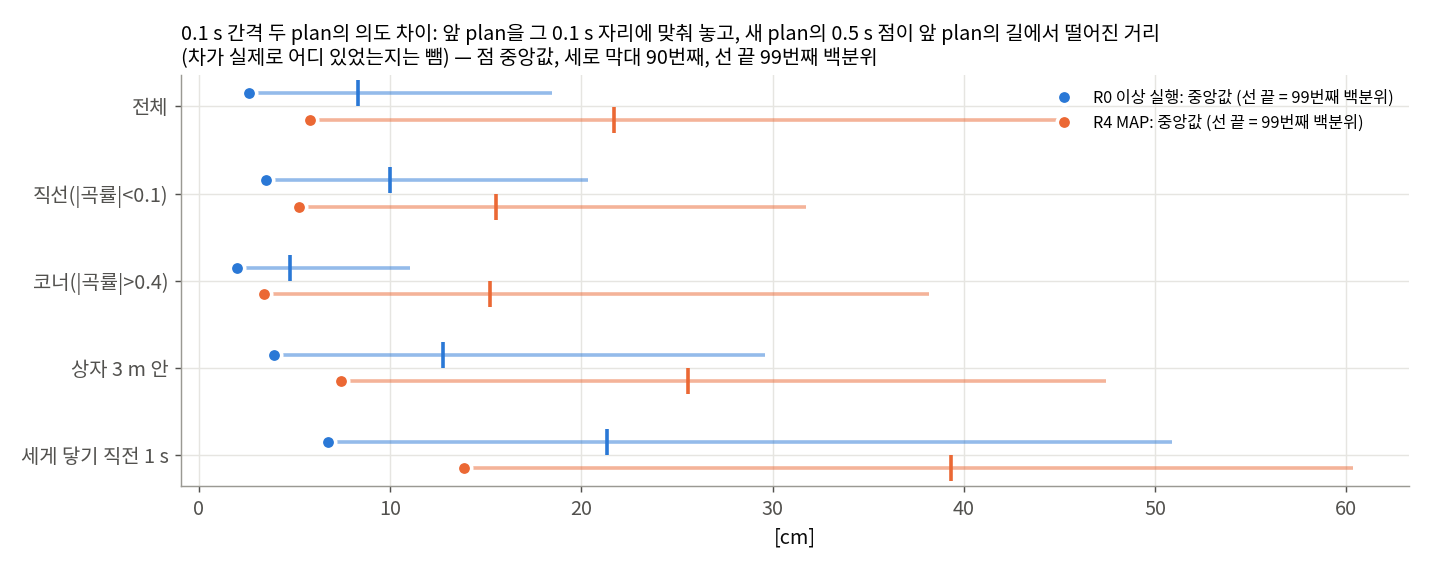 0.1 s 간격 두 plan의 의도 차이: 앞 plan을 그 0.1 s 자리에 맞춰 놓고, 새 plan의 0.5 s 점이 앞 plan의 길에서 떨어진 거리
(차가 실제로 어디 있었는지는 뺌) — 점 중앙값, 세로 막대 90번째, 선 끝 99번째 백분위
R0 이상 실행: 중앙값 (선 끝 = 99번째 백분위)
R4 MAP: 중앙값 (선 끝 = 99번째 백분위)
전체
직선(|곡률|<0.1)
코너(|곡률|>0.4)
상자 3 m 안
세게 닿기 직전 1 s
0 10 20 30 40 50 60
[cm]